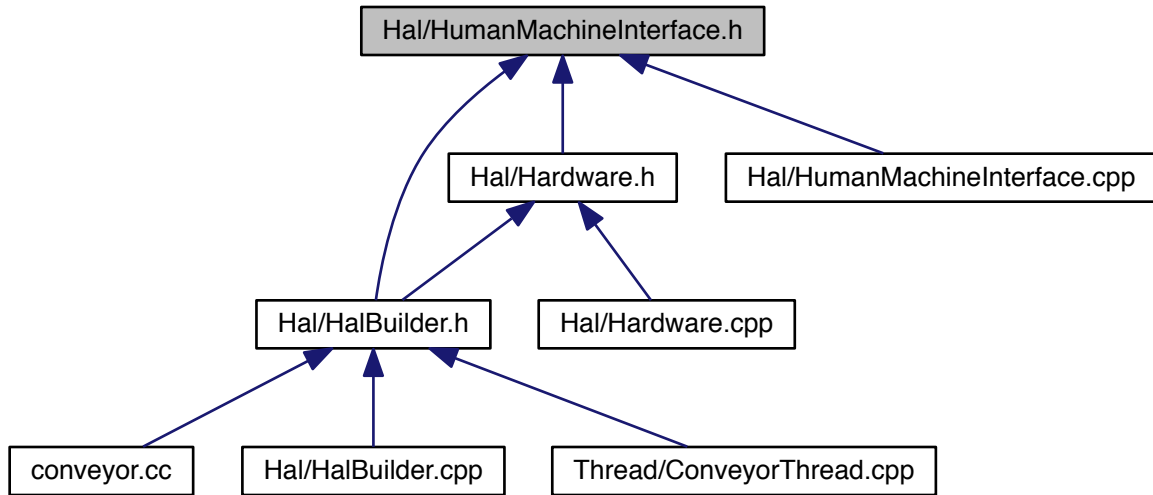 Hal/HumanMachineInterface.h
Hal/Hardware.h
Hal/HumanMachineInterface.cpp
Hal/HalBuilder.h
Hal/Hardware.cpp
conveyor.cc
Hal/HalBuilder.cpp
Thread/ConveyorThread.cpp